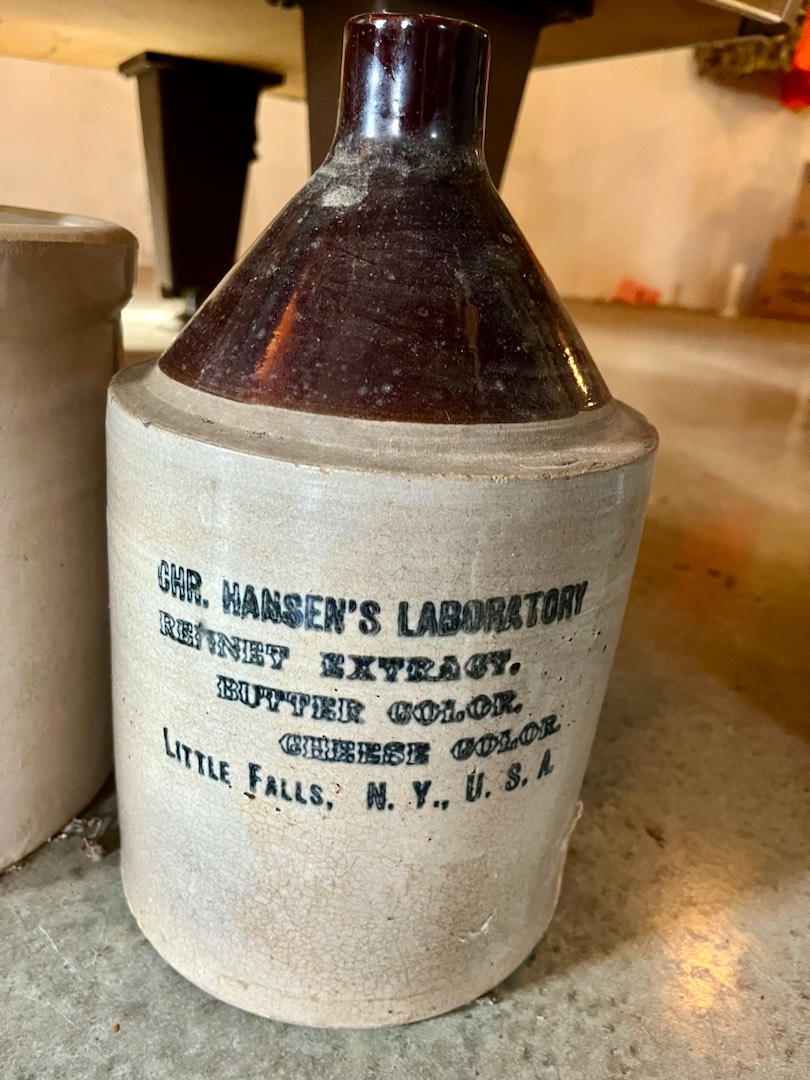 CHR. HANSEN'S LABORATORY
RENNET EXTRACT.
BUTTER COLOR.
CHEESE COLOR
LITTLE FALLS, N. Y., U. S. A